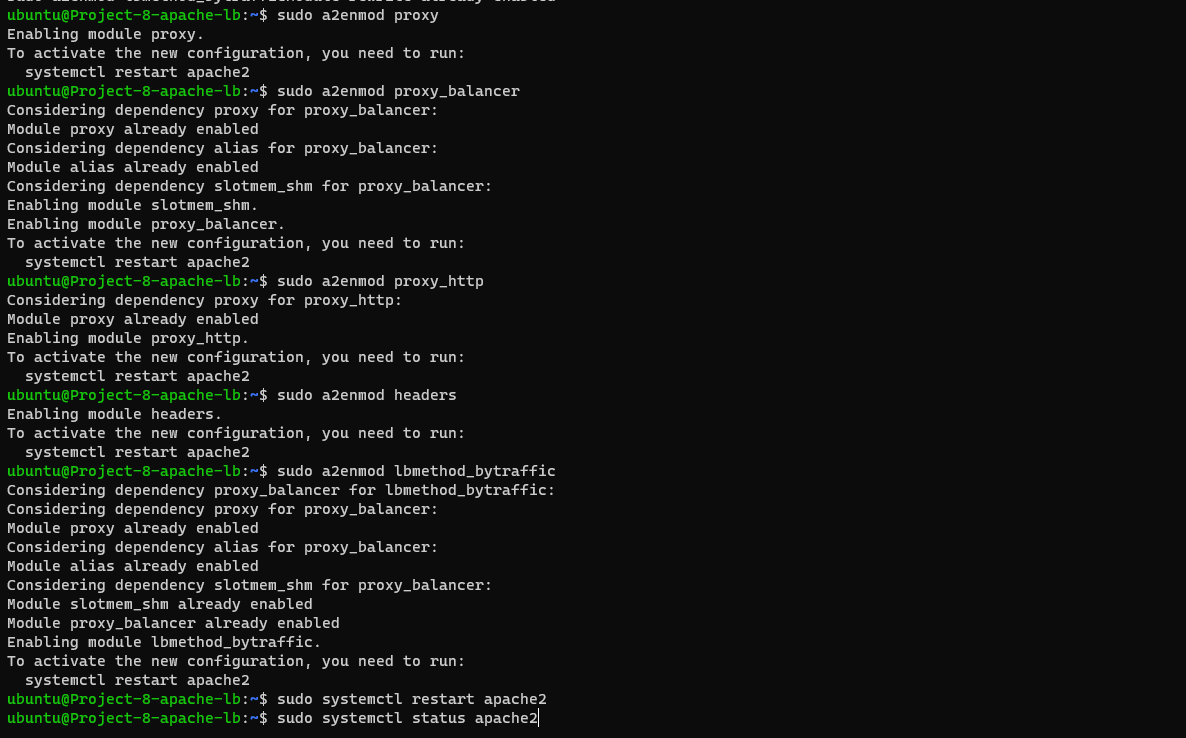 ubuntu@Project-8-apache-lb:~$ sudo a2enmod proxy
Enabling module proxy.
To activate the new configuration, you need to run:
  systemctl restart apache2
ubuntu@Project-8-apache-lb:~$ sudo a2enmod proxy_balancer
Considering dependency proxy for proxy_balancer:
Module proxy already enabled
Considering dependency alias for proxy_balancer:
Module alias already enabled
Considering dependency slotmem_shm for proxy_balancer:
Enabling module slotmem_shm.
Enabling module proxy_balancer.
To activate the new configuration, you need to run:
  systemctl restart apache2
ubuntu@Project-8-apache-lb:~$ sudo a2enmod proxy_http
Considering dependency proxy for proxy_http:
Module proxy already enabled
Enabling module proxy_http.
To activate the new configuration, you need to run:
  systemctl restart apache2
ubuntu@Project-8-apache-lb:~$ sudo a2enmod headers
Enabling module headers.
To activate the new configuration, you need to run:
  systemctl restart apache2
ubuntu@Project-8-apache-lb:~$ sudo a2enmod lbmethod_bytraffic
Considering dependency proxy_balancer for lbmethod_bytraffic:
Considering dependency proxy for proxy_balancer:
Module proxy already enabled
Considering dependency alias for proxy_balancer:
Module alias already enabled
Considering dependency slotmem_shm for proxy_balancer:
Module slotmem_shm already enabled
Module proxy_balancer already enabled
Enabling module lbmethod_bytraffic.
To activate the new configuration, you need to run:
  systemctl restart apache2
ubuntu@Project-8-apache-lb:~$ sudo systemctl restart apache2
ubuntu@Project-8-apache-lb:~$ sudo systemctl status apache2